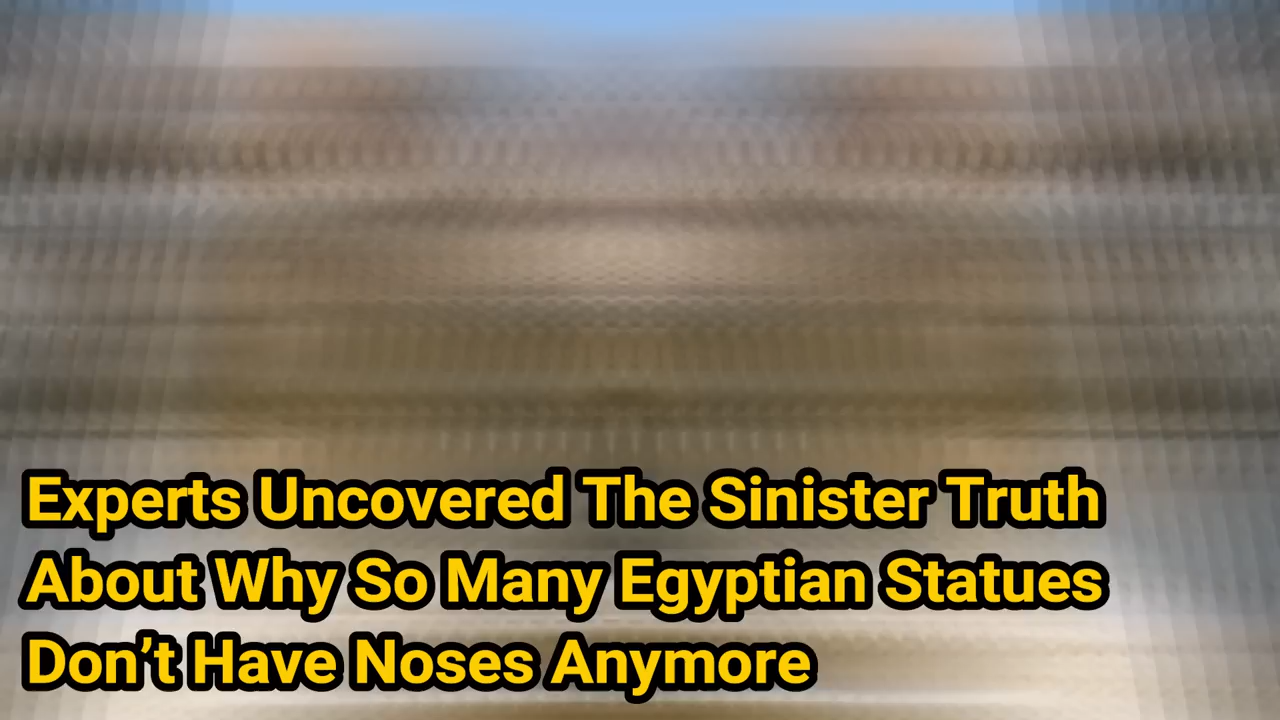 Experts Uncovered The Sinister Truth
About Why So Many Egyptian Statues
Don’t Have Noses Anymore